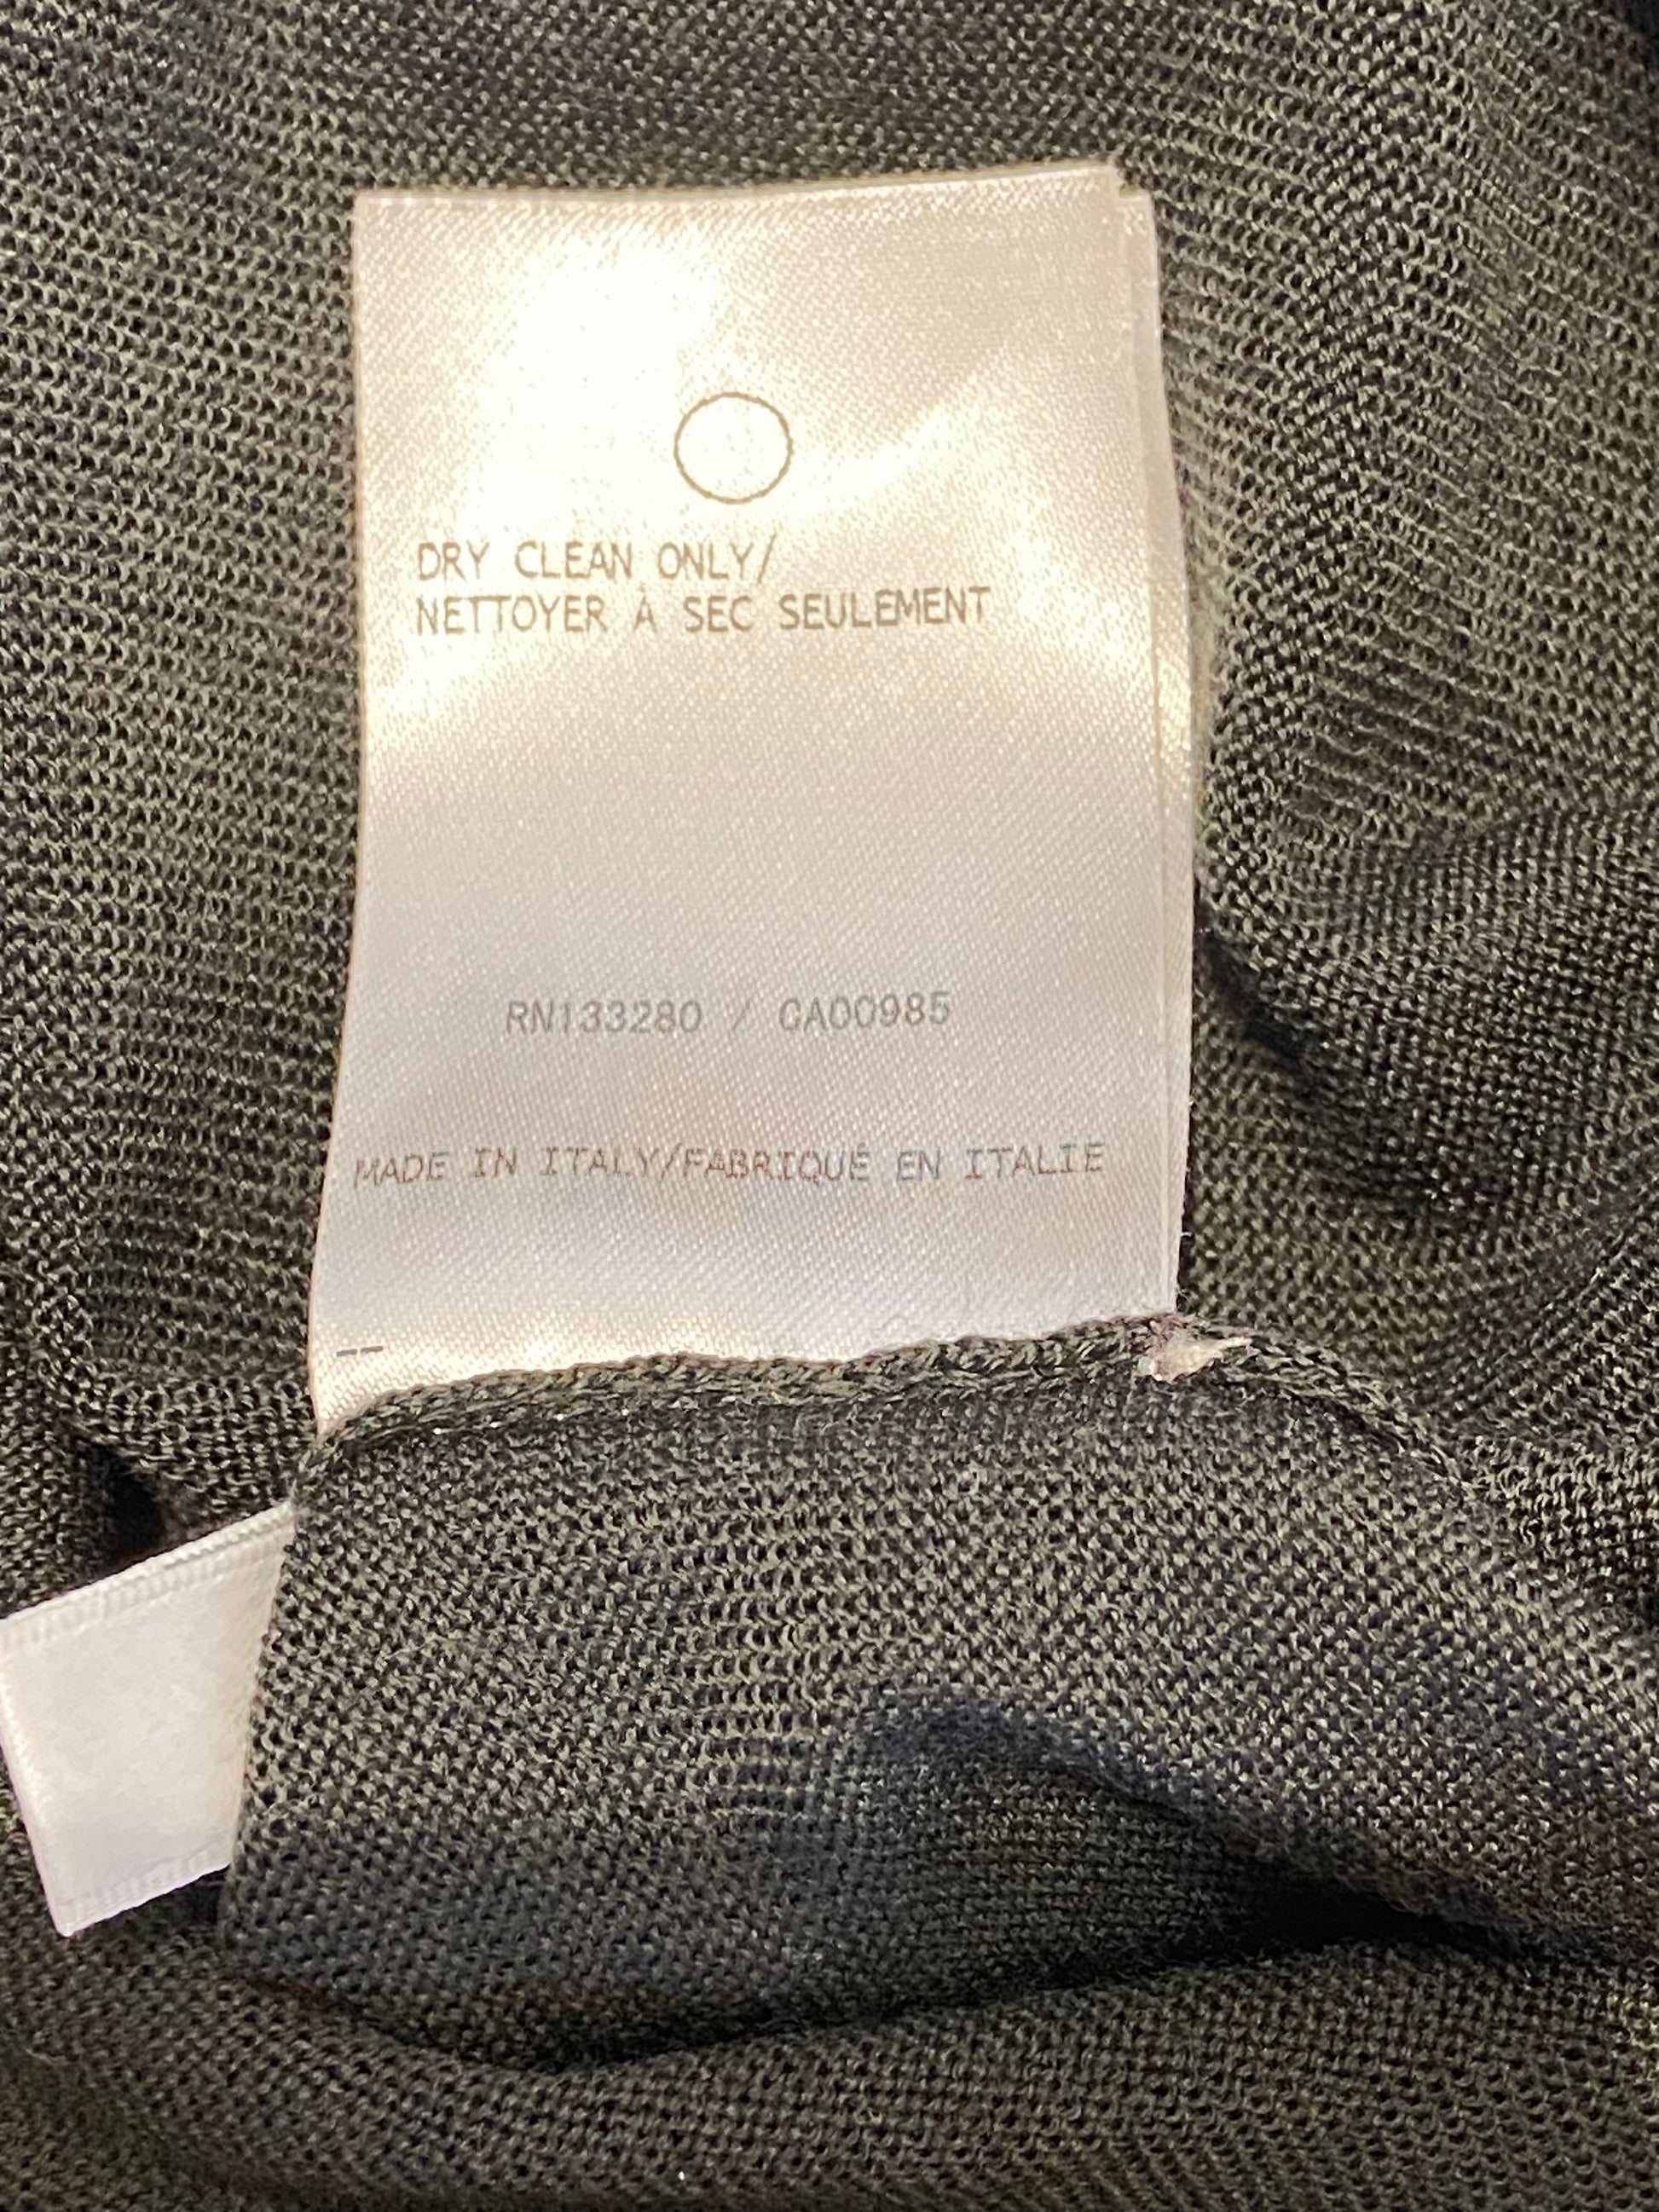 DRY CLEAN ONLY/
NETTOYER À SEC SEULEMENT
RN133280 / CA00985
MADE IN ITALY/FABRIQUÉ EN ITALIE